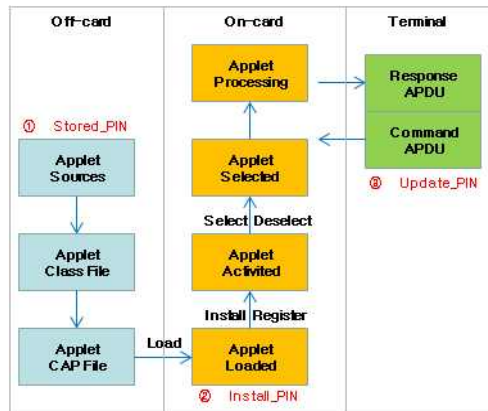 Off-card
On-card
Terminal
① Stored_PIN
Applet
Sources
Applet
Class File
Applet
CAP File
Load
Applet
Processing
Applet
Selected
Select Deselect
Applet
Activited
Install Register
Applet
Loaded
② Install_PIN
Response
APDU
Command
APDU
③ Update_PIN